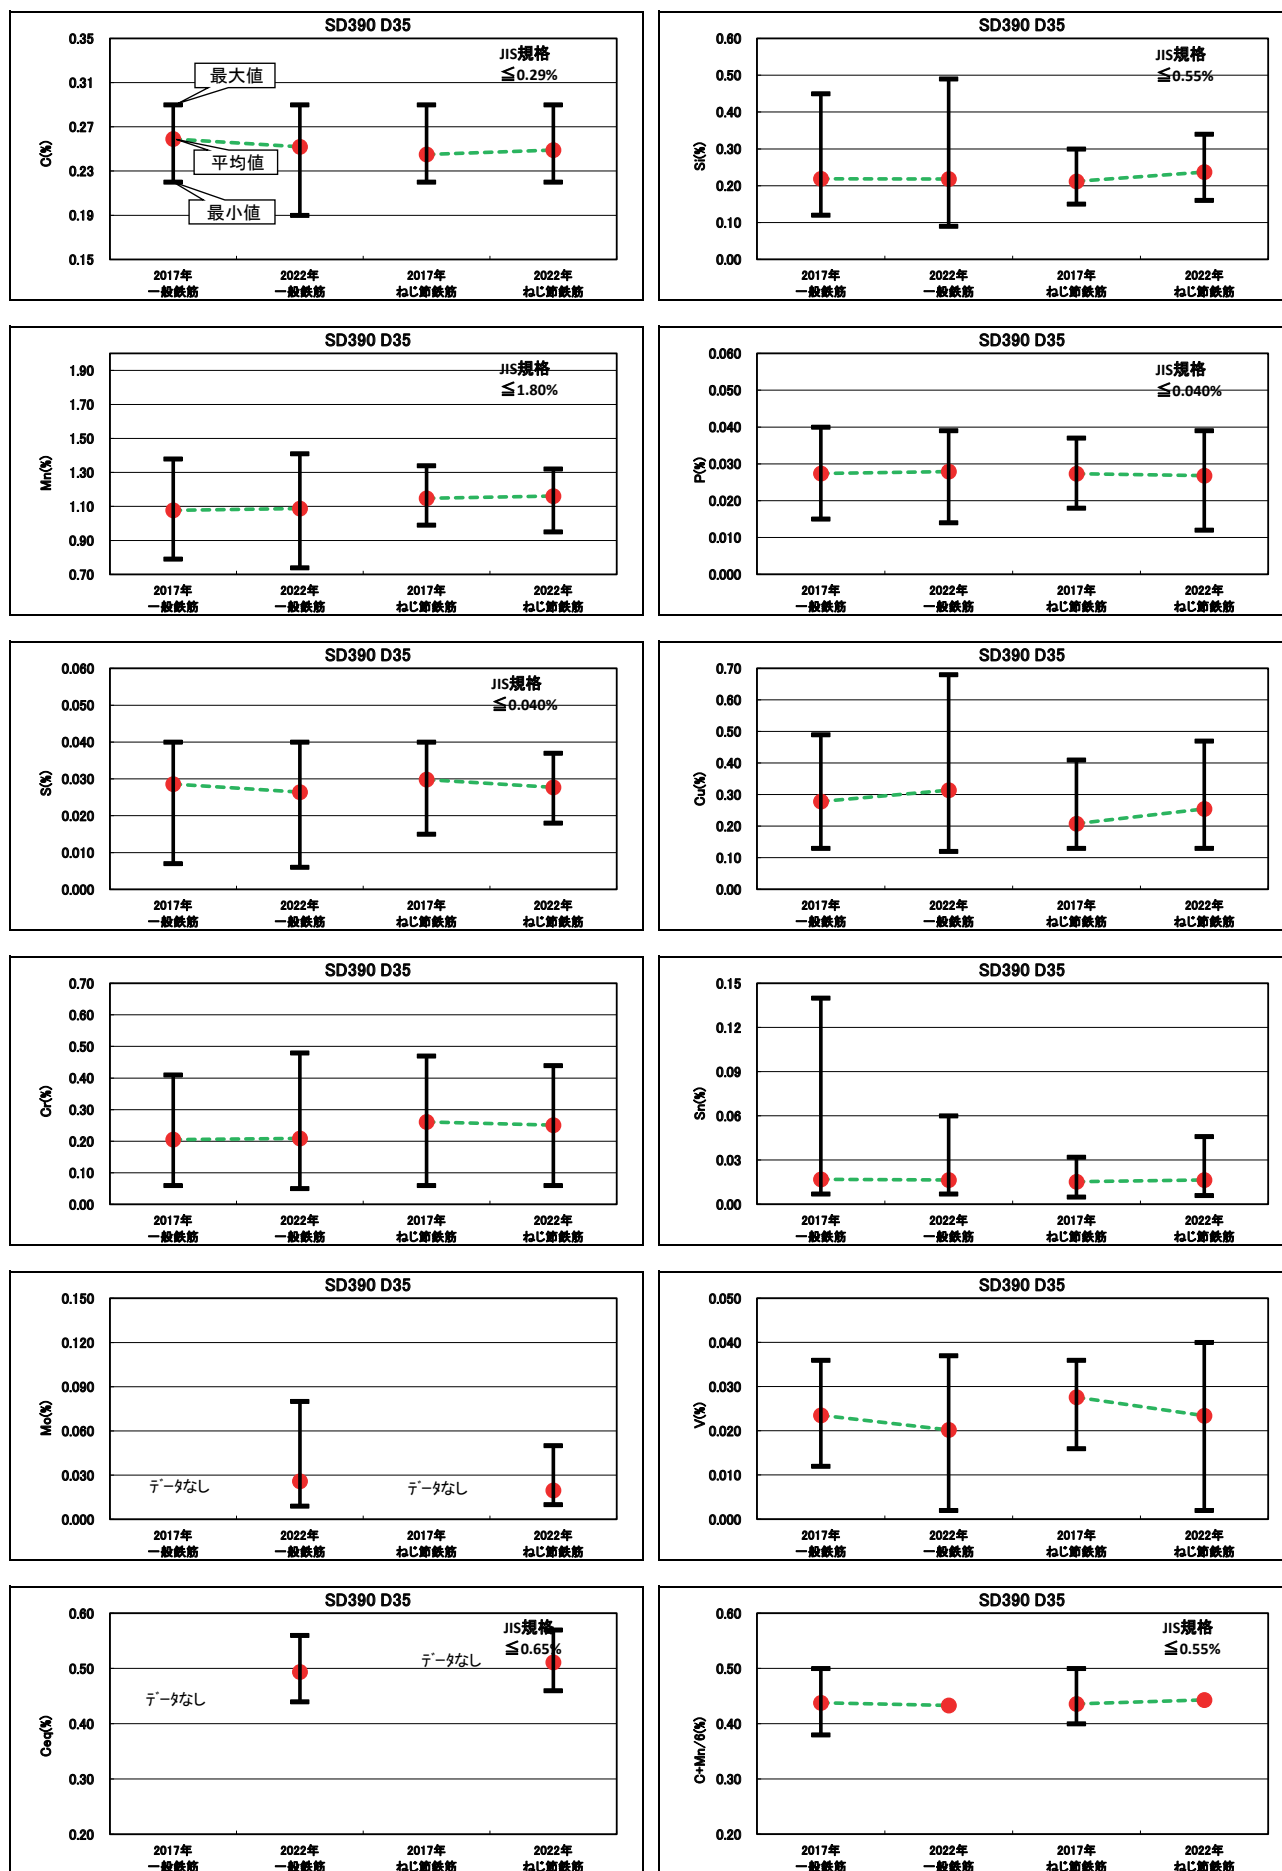 SD390 D35
JIS規格
≦0.29%
0.35
0.31
0.27
0.23
0.19
0.15
C(%)
最大値
平均値
最小値
2017年
一般鉄筋
2022年
一般鉄筋
2017年
ねじ節鉄筋
2022年
ねじ節鉄筋
SD390 D35
JIS規格
≦0.55%
0.60
0.50
0.40
0.30
0.20
0.10
0.00
Si(%)
2017年
一般鉄筋
2022年
一般鉄筋
2017年
ねじ節鉄筋
2022年
ねじ節鉄筋
SD390 D35
JIS規格
≦1.80%
1.90
1.70
1.50
1.30
1.10
0.90
0.70
Mn(%)
2017年
一般鉄筋
2022年
一般鉄筋
2017年
ねじ節鉄筋
2022年
ねじ節鉄筋
SD390 D35
JIS規格
≦0.040%
0.060
0.050
0.040
0.030
0.020
0.010
0.000
P(%)
2017年
一般鉄筋
2022年
一般鉄筋
2017年
ねじ節鉄筋
2022年
ねじ節鉄筋
SD390 D35
JIS規格
≦0.040%
0.060
0.050
0.040
0.030
0.020
0.010
0.000
S(%)
2017年
一般鉄筋
2022年
一般鉄筋
2017年
ねじ節鉄筋
2022年
ねじ節鉄筋
SD390 D35
0.70
0.60
0.50
0.40
0.30
0.20
0.10
0.00
Cu(%)
2017年
一般鉄筋
2022年
一般鉄筋
2017年
ねじ節鉄筋
2022年
ねじ節鉄筋
SD390 D35
0.70
0.60
0.50
0.40
0.30
0.20
0.10
0.00
Cr(%)
2017年
一般鉄筋
2022年
一般鉄筋
2017年
ねじ節鉄筋
2022年
ねじ節鉄筋
SD390 D35
0.15
0.12
0.09
0.06
0.03
0.00
Sn(%)
2017年
一般鉄筋
2022年
一般鉄筋
2017年
ねじ節鉄筋
2022年
ねじ節鉄筋
SD390 D35
0.150
0.120
0.090
0.060
0.030
0.000
Mo(%)
データなし
データなし
2017年
一般鉄筋
2022年
一般鉄筋
2017年
ねじ節鉄筋
2022年
ねじ節鉄筋
SD390 D35
0.050
0.040
0.030
0.020
0.010
0.000
V(%)
2017年
一般鉄筋
2022年
一般鉄筋
2017年
ねじ節鉄筋
2022年
ねじ節鉄筋
SD390 D35
JIS規格
≦0.65%
0.60
0.50
0.40
0.30
0.20
Ceq(%)
データなし
データなし
2017年
一般鉄筋
2022年
一般鉄筋
2017年
ねじ節鉄筋
2022年
ねじ節鉄筋
SD390 D35
JIS規格
≦0.55%
0.60
0.50
0.40
0.30
0.20
C+Mn/6(%)
2017年
一般鉄筋
2022年
一般鉄筋
2017年
ねじ節鉄筋
2022年
ねじ節鉄筋